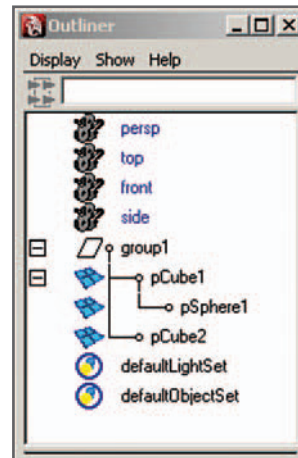 Outliner
Display Show Help
persp
top
front
side
group1
pCube1
pSphere1
pCube2
defaultLightSet
defaultObjectSet